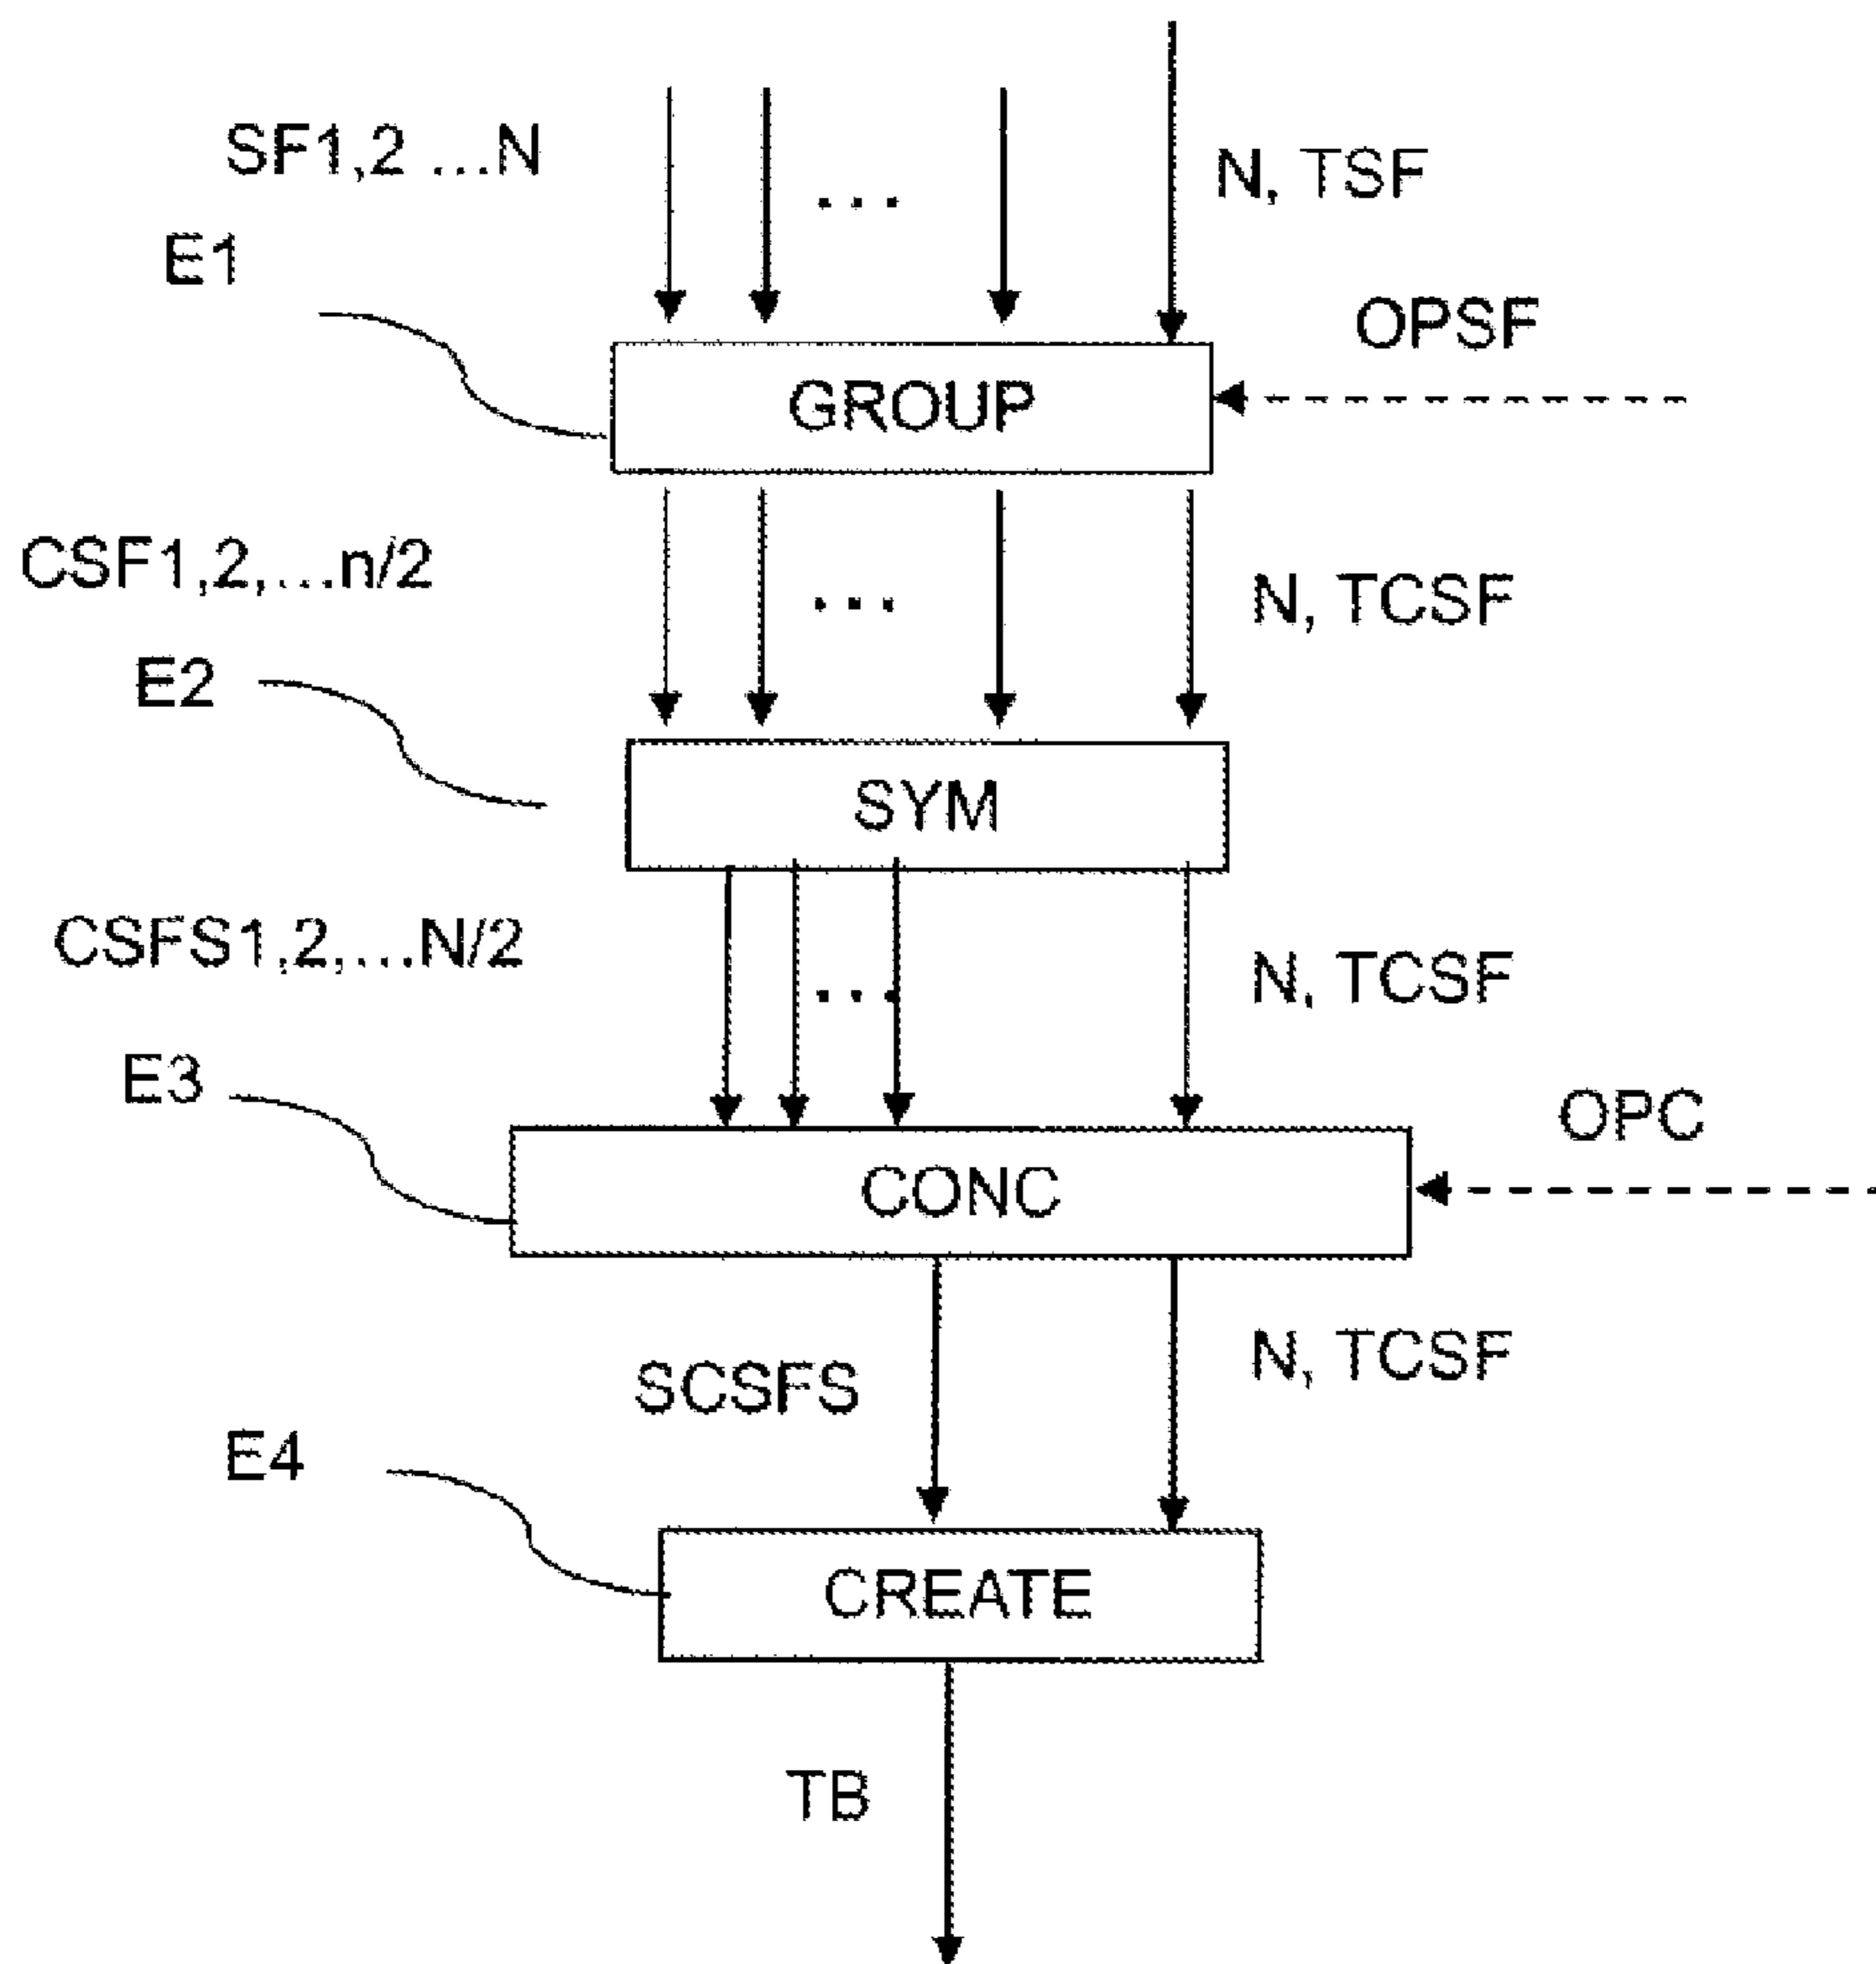 SF1,2 ...N
N, TSF
E1
OPSF
GROUP
CSF1,2,...n/2
...
N, TCSF
E2
SYM
CSFS1,2,...N/2
...
N, TCSF
E3
OPC
CONC
SCSFS
N, TCSF
E4
CREATE
TB